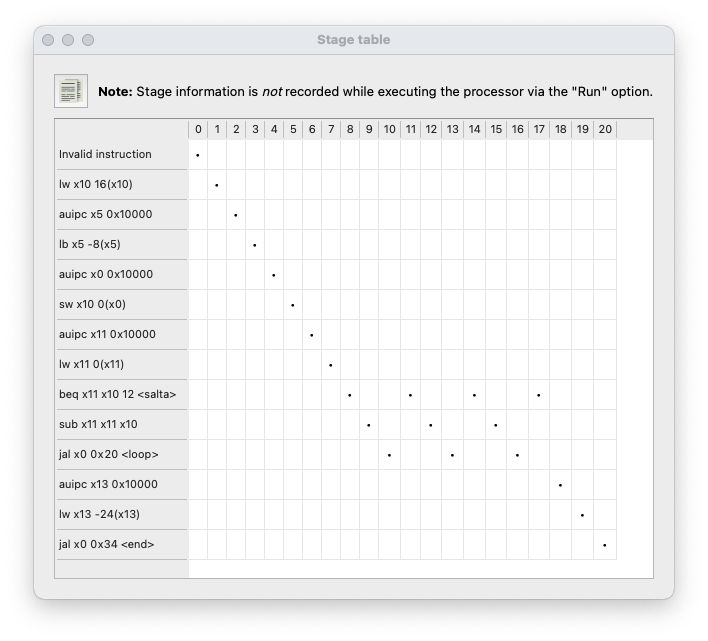 Stage table
Note: Stage information is not recorded while executing the processor via the "Run" option.
0 1 2 3 4 5 6 7 8 9 10 11 12 13 14 15 16 17 18 19 20
Invalid instruction
lw x10 16(x10)
auipc x5 0x10000
lb x5 -8(x5)
auipc x0 0x10000
sw x10 0(x0)
auipc x11 0x10000
lw x11 0(x11)
beq x11 x10 12 <salta>
sub x11 x11 x10
jal x0 0x20 <loop>
auipc x13 0x10000
lw x13 -24(x13)
jal x0 0x34 <end>